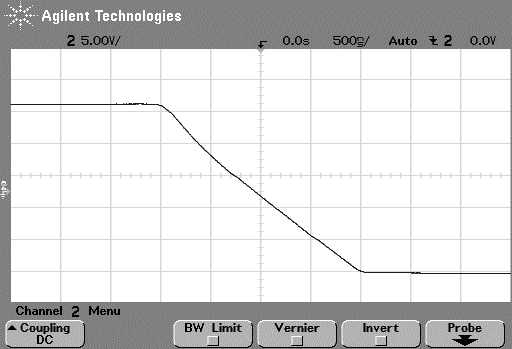 Agilent Technologies
2 5.00V/ 0.0s 500g/ Auto 2 0.0V
Channel 2 Menu
Coupling BW Limit Vernier Invert Probe
DC